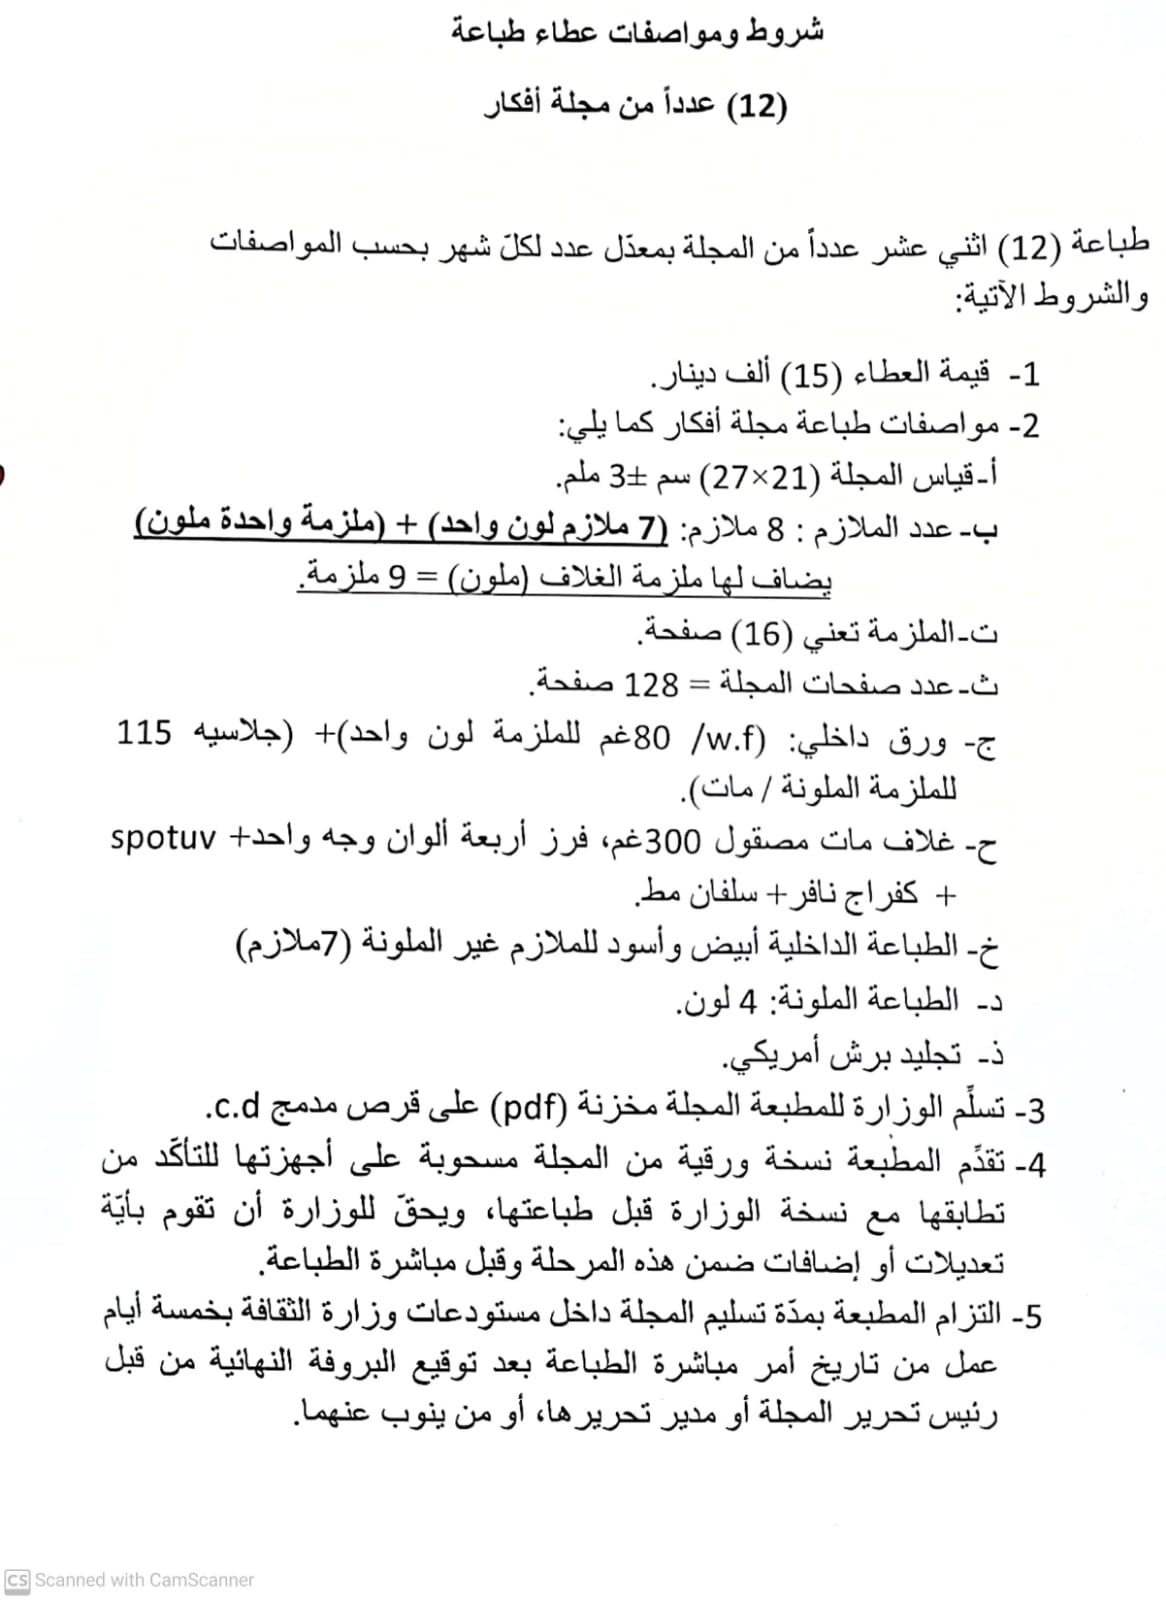 شروط ومواصفات عطاء طباعة
(12) عدداً من مجلة أفكار
طباعة (12) اثني عشر عدداً من المجلة بمعدّل عدد لكلّ شهر بحسب المواصفات
والشروط الآتية:
1- قيمة العطاء (15) ألف دينار.
2- مواصفات طباعة مجلة أفكار كما يلي:
أ-قياس المجلة (21×27) سم ±3 ملم.
ب- عدد الملازم : 8 ملازم: (7 ملازم لون واحد) + (ملزمة واحدة ملون)
يضاف لها ملزمة الغلاف (ملون) = 9 ملزمة.
ت-الملزمة تعني (16) صفحة.
ث- عدد صفحات المجلة = 128 صفحة.
ج- ورق داخلي: (w.f/ 80غم للملزمة لون واحد)+ (جلاسيه 115
للملزمة الملونة / مات).
ح- غلاف مات مصقول 300غم، فرز أربعة ألوان وجه واحد+ spotuv
+ كفراج نافر+ سلفان مط.
خ- الطباعة الداخلية أبيض وأسود للملازم غير الملونة (7ملازم)
د- الطباعة الملونة: 4 لون.
ذ- تجليد برش أمريكي.
3- تسلِّم الوزارة للمطبعة المجلة مخزنة (pdf) على قرص مدمج c.d.
4- تقدِّم المطبعة نسخة ورقية من المجلة مسحوبة على أجهزتها للتأكّد من
تطابقها مع نسخة الوزارة قبل طباعتها، ويحقّ للوزارة أن تقوم بأيّة
تعديلات أو إضافات ضمن هذه المرحلة وقبل مباشرة الطباعة.
5- التزام المطبعة بمدّة تسليم المجلة داخل مستودعات وزارة الثقافة بخمسة أيام
عمل من تاريخ أمر مباشرة الطباعة بعد توقيع البروفة النهائية من قبل
رئيس تحرير المجلة أو مدير تحريرها، أو من ينوب عنهما.
CS Scanned with CamScanner